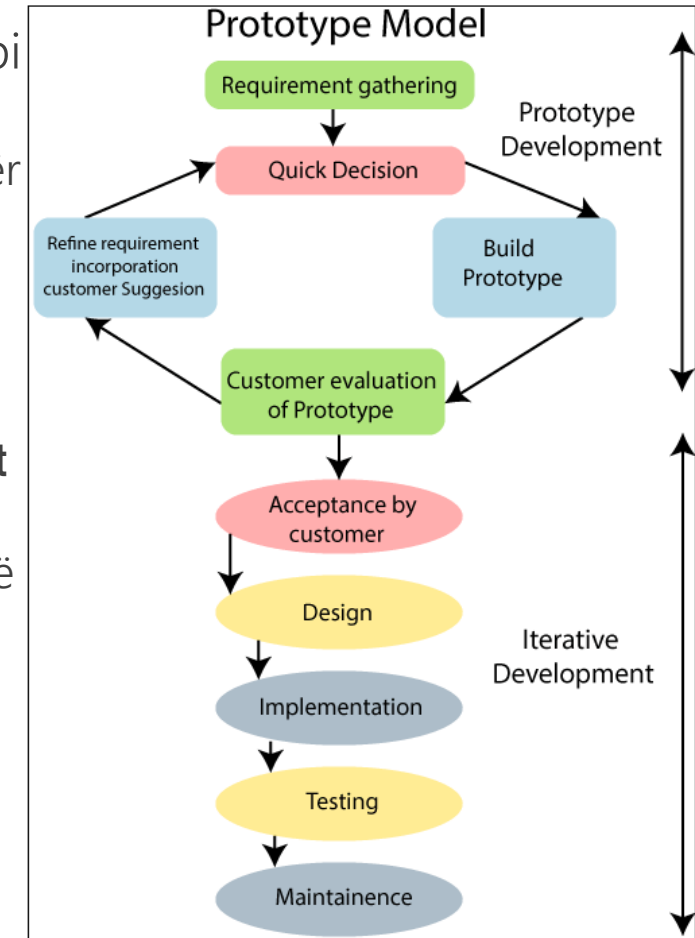 Prototype Model
Requirement gathering
Prototype
Development
Quick Decision
Refine requirement
incorporation
customer Suggesion
Build
Prototype
Customer evaluation
of Prototype
Acceptance by
customer
Design
Iterative
Development
Implementation
Testing
Maintainence